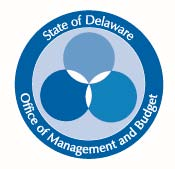 State of Delaware
Office of Management and Budget